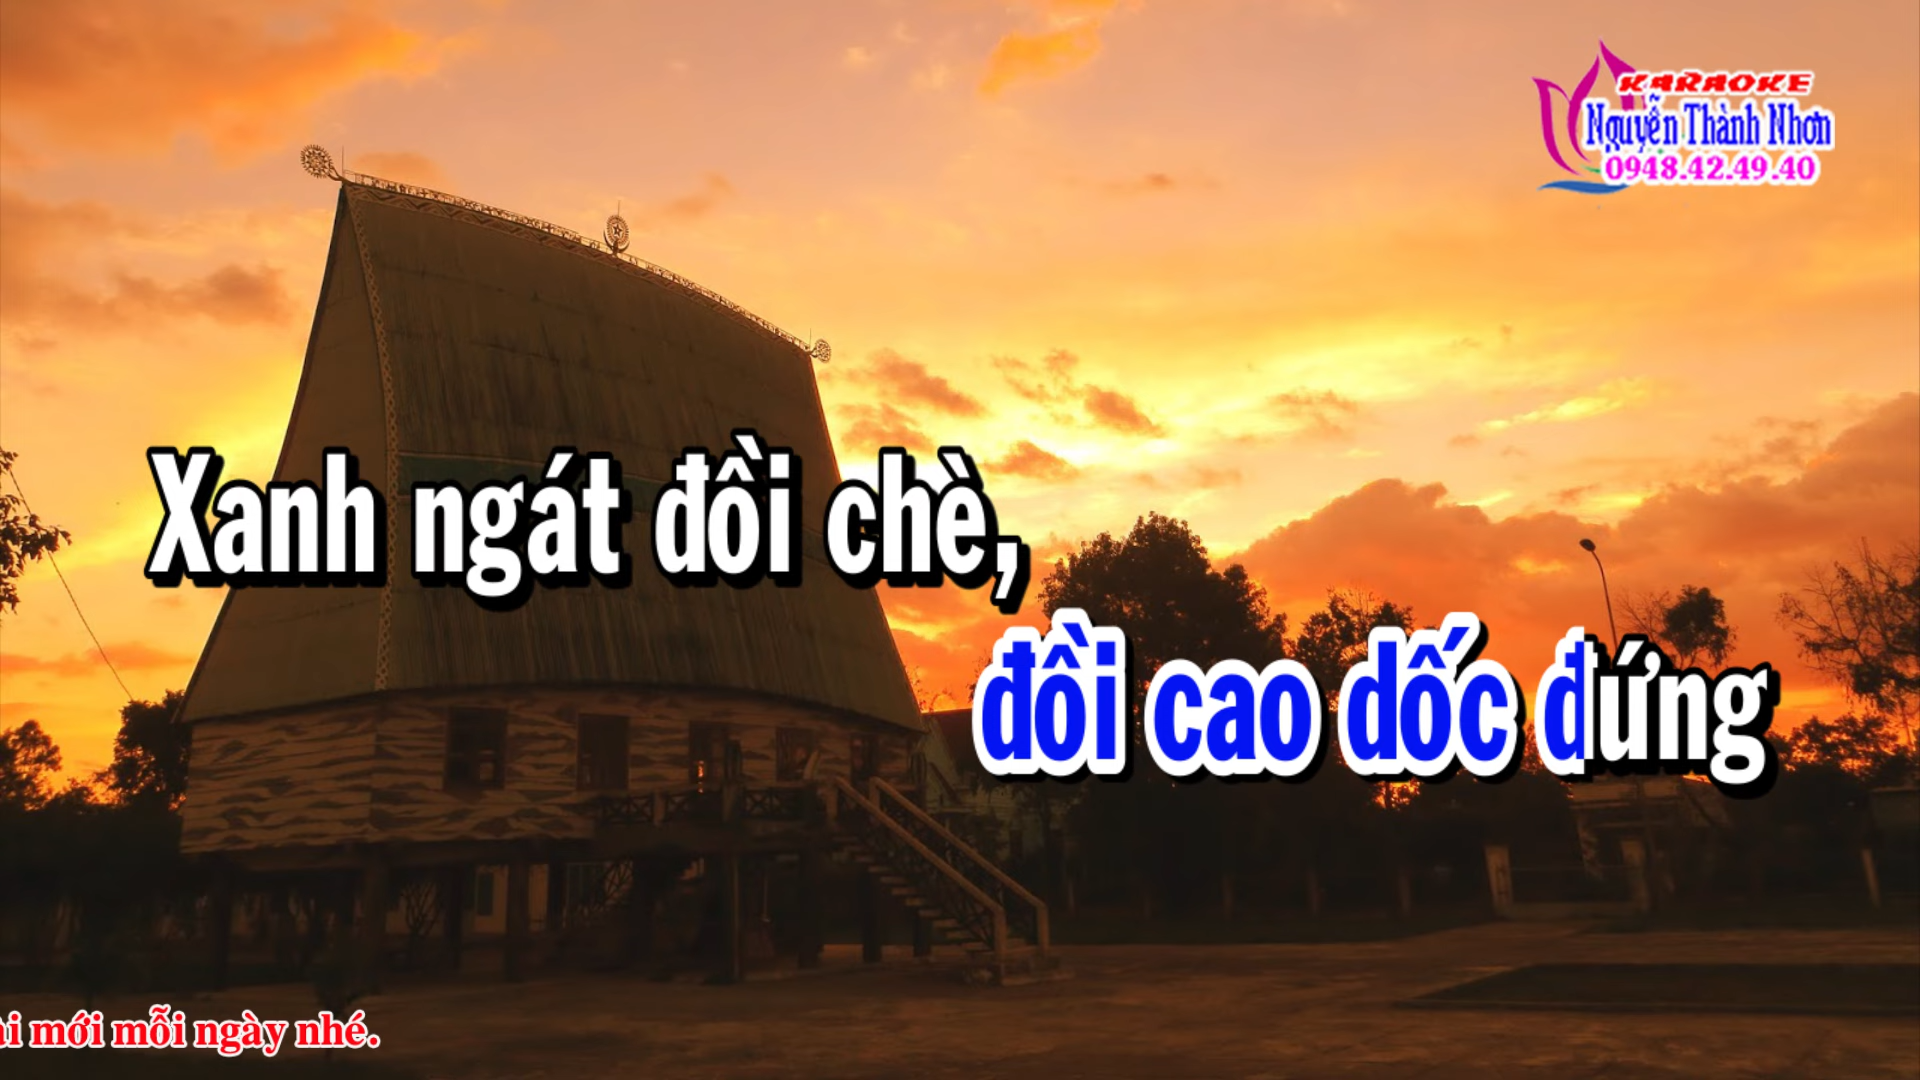 KARAOKE
Nguyễn Thành Nhơn
0948.42.49.40
Xanh ngát đồi chè,
đồi cao dốc đứng
mới mỗi ngày nhé.